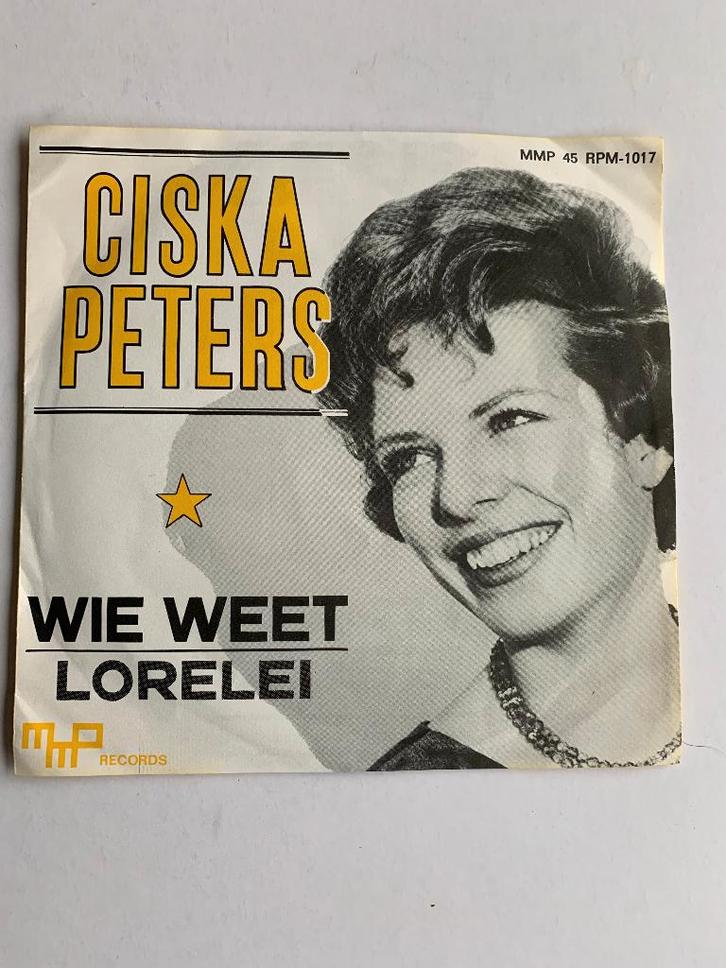 MMP 45 RPM-1017
CISKA
PETERS
WIE WEET
LORELEI
mmp RECORDS